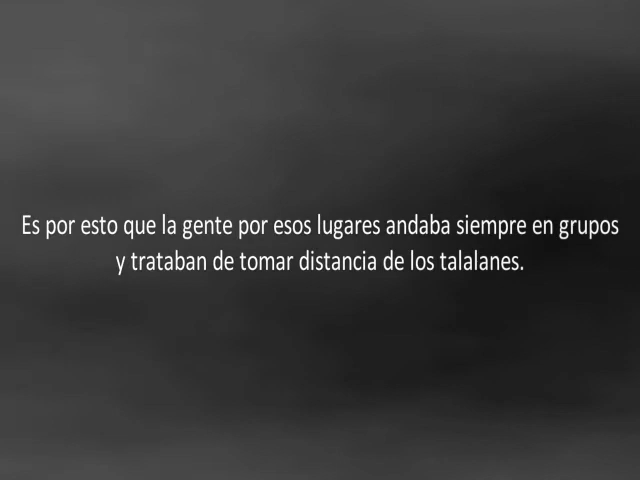 Es por esto que la gente por esos lugares andaba siempre en grupos
y trataban de tomar distancia de los talalanes.